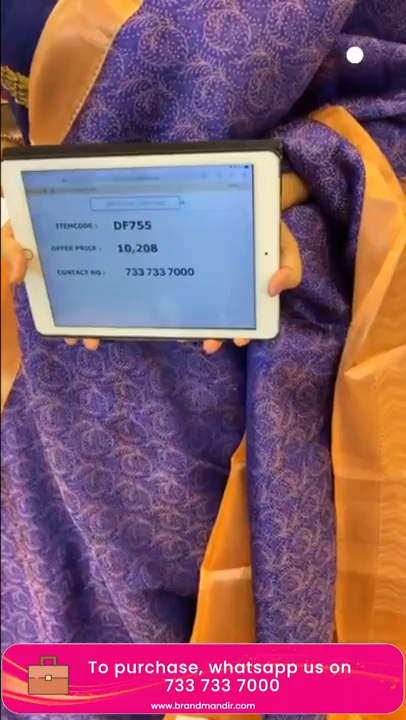 ITEMCODE : DF755
OFFER PRICE : 10,208
CONTACT NO : 733 733 7000
To purchase, whatsapp us on
733 733 7000
www.brandmandir.com